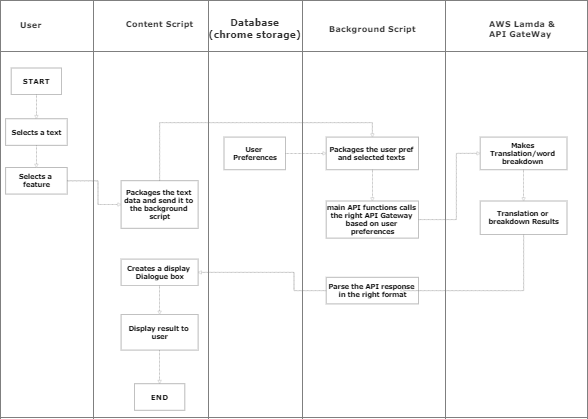 User
Content Script
Database
(chrome storage)
Background Script
AWS Lamda &
API GateWay
START
Selects a text
Selects a
feature
Packages the text
data and send it to
the background
script
User
Preferences
Packages the user pref
and selected texts
main API functions calls
the right API Gateway
based on user
preferences
Makes
Translation/word
breakdown
Translation or
breakdown Results
Parse the API response
in the right format
Creates a display
Dialogue box
Display result to
user
END